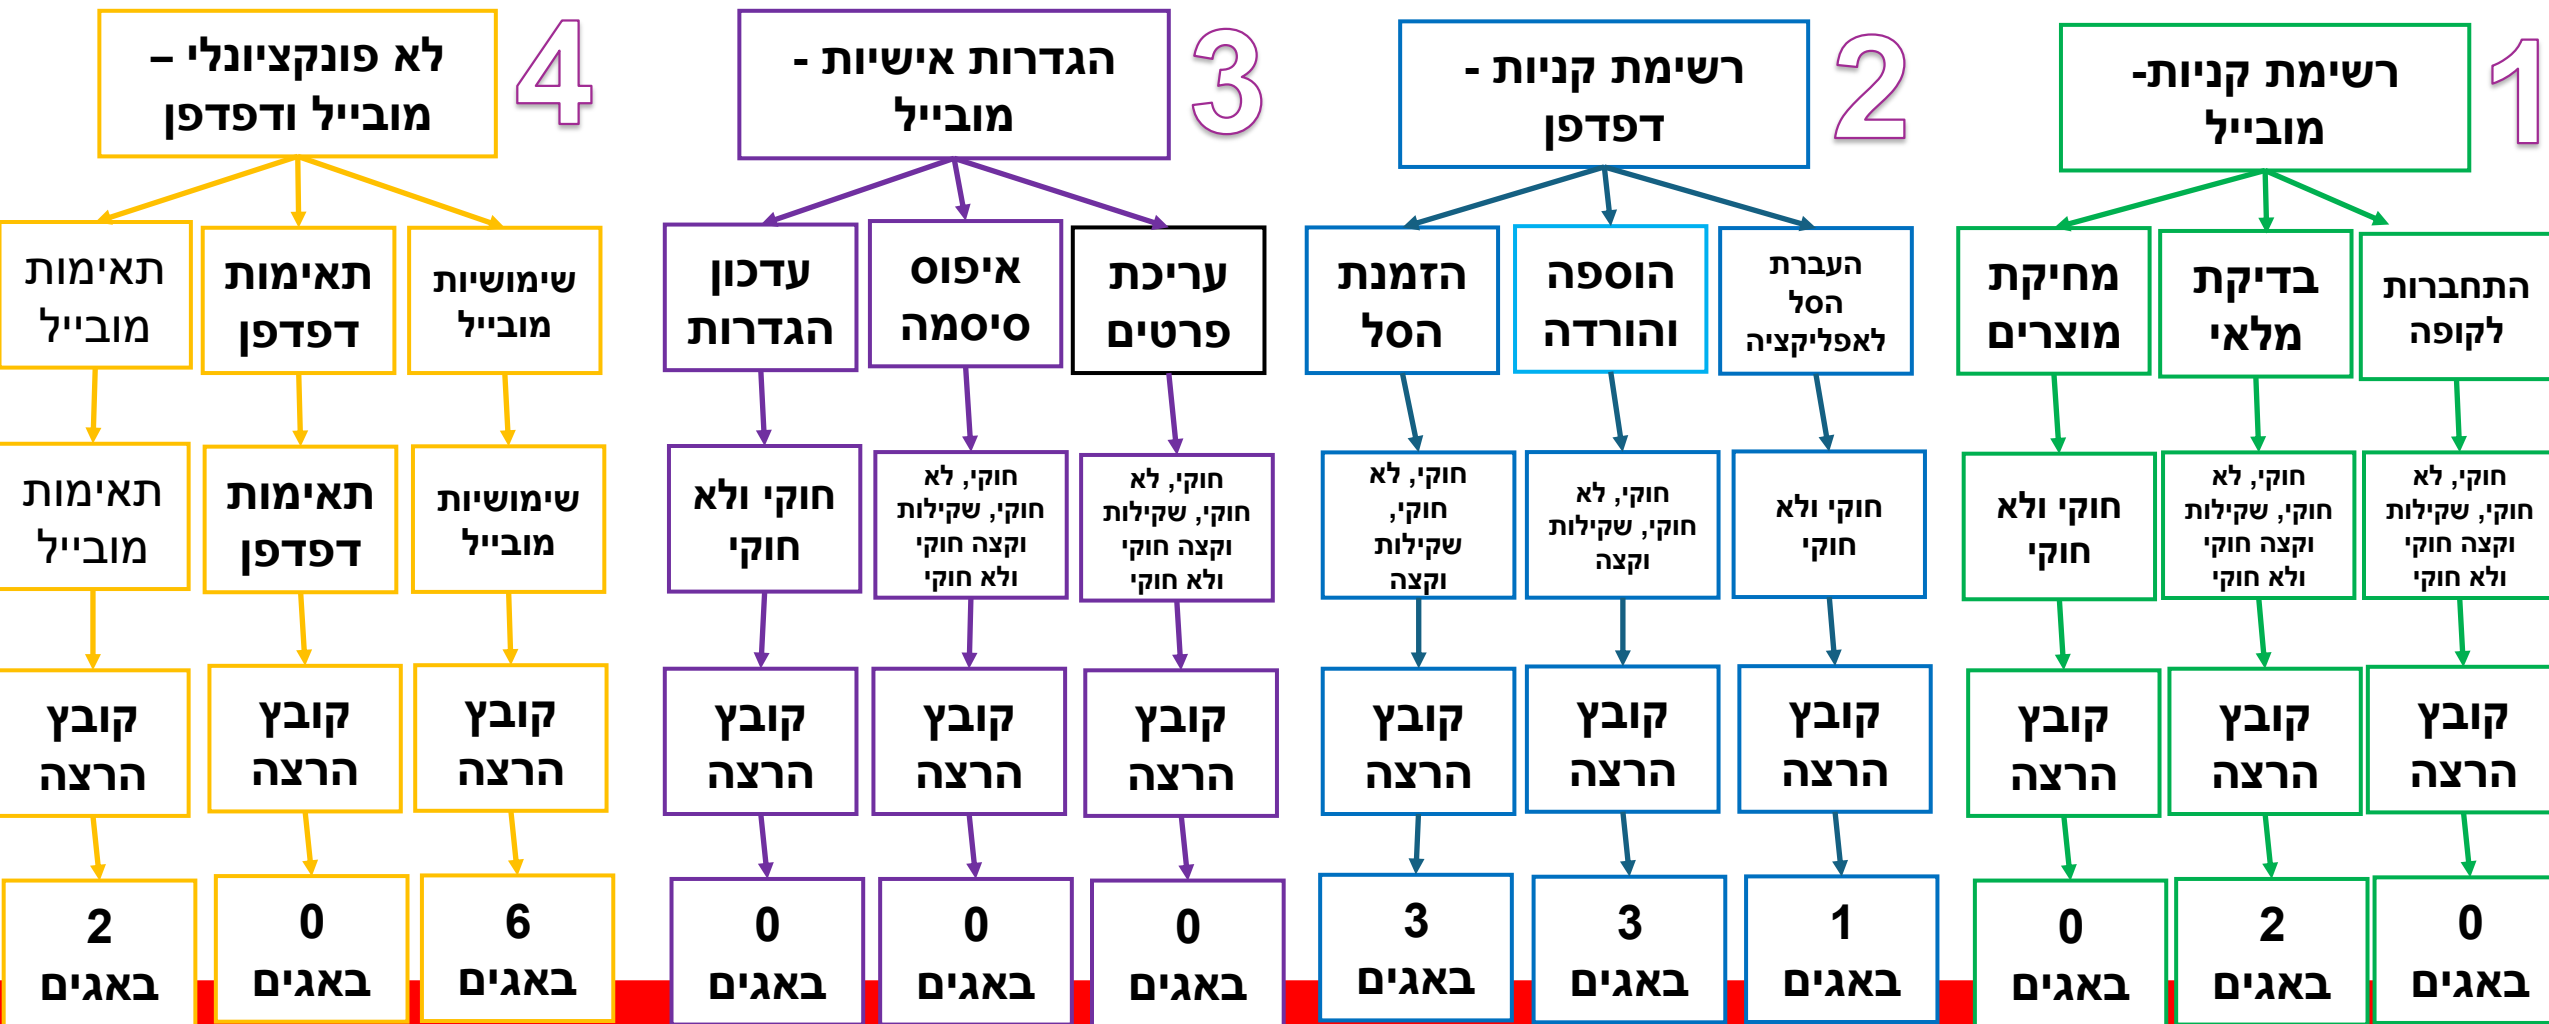 1
רשימת קניות-
מובייל
2
רשימת קניות -
דפדפן
3
הגדרות אישיות -
מובייל
4
לא פונקציונלי –
מובייל ודפדפן
התחברות
לקופה
בדיקת
מלאי
מחיקת
מוצרים
העברת
הסל
לאפליקציה
הוספה
והורדה
הזמנת
הסל
עריכת
פרטים
איפוס
סיסמה
עדכון
הגדרות
שימושיות
מובייל
תאימות
דפדפן
תאימות
מובייל
חוקי, לא
חוקי, שקילות
וקצה חוקי
ולא חוקי
חוקי, לא
חוקי, שקילות
וקצה חוקי
ולא חוקי
חוקי ולא
חוקי
חוקי ולא
חוקי
חוקי, לא
חוקי, שקילות
וקצה
חוקי, לא
חוקי,
שקילות
וקצה
חוקי, לא
חוקי, שקילות
וקצה חוקי
ולא חוקי
חוקי, לא
חוקי, שקילות
וקצה חוקי
ולא חוקי
חוקי ולא
חוקי
שימושיות
מובייל
תאימות
דפדפן
תאימות
מובייל
קובץ
הרצה
קובץ
הרצה
קובץ
הרצה
קובץ
הרצה
קובץ
הרצה
קובץ
הרצה
קובץ
הרצה
קובץ
הרצה
קובץ
הרצה
קובץ
הרצה
קובץ
הרצה
קובץ
הרצה
0
באגים
2
באגים
0
באגים
1
באגים
3
באגים
3
באגים
0
באגים
0
באגים
0
באגים
6
באגים
0
באגים
2
באגים